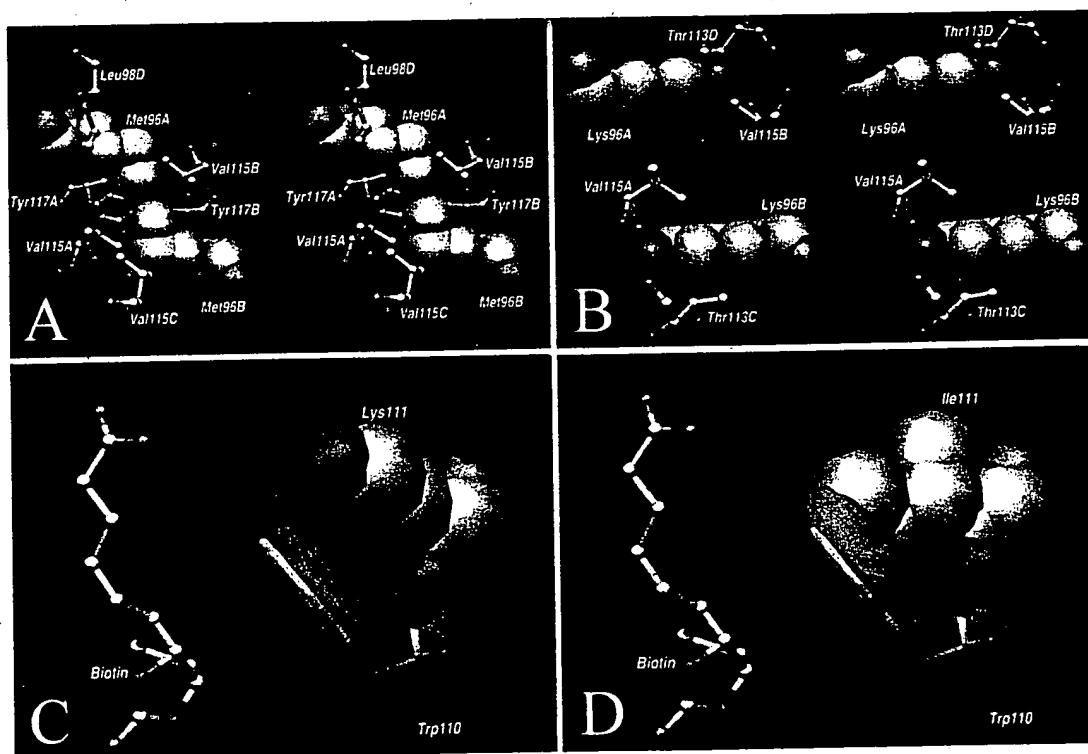 Leu98D
Met96A
Val115B
Tyr117A
Tyr117B
Val115A
Met96B
Val115C
A
Leu98D
Met96A
Val115B
Tyr117A
Tyr117B
Val115A
Met96B
Val115C
Thr113D
Lys96A
Val115B
Val115A
Lys96B
Thr113C
B
Thr113D
Lys96A
Val115B
Val115A
Lys96B
Thr113C
Lys111
Biotin
C
Trp110
Ile111
Biotin
D
Trp110